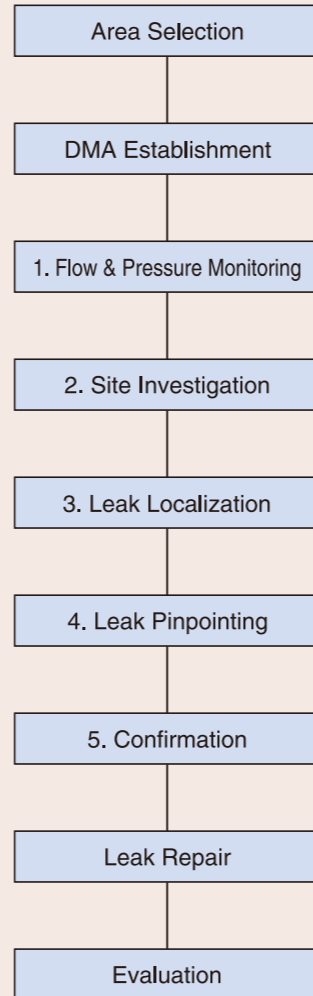 Area Selection
DMA Establishment
1. Flow & Pressure Monitoring
2. Site Investigation
3. Leak Localization
4. Leak Pinpointing
5. Confirmation
Leak Repair
Evaluation